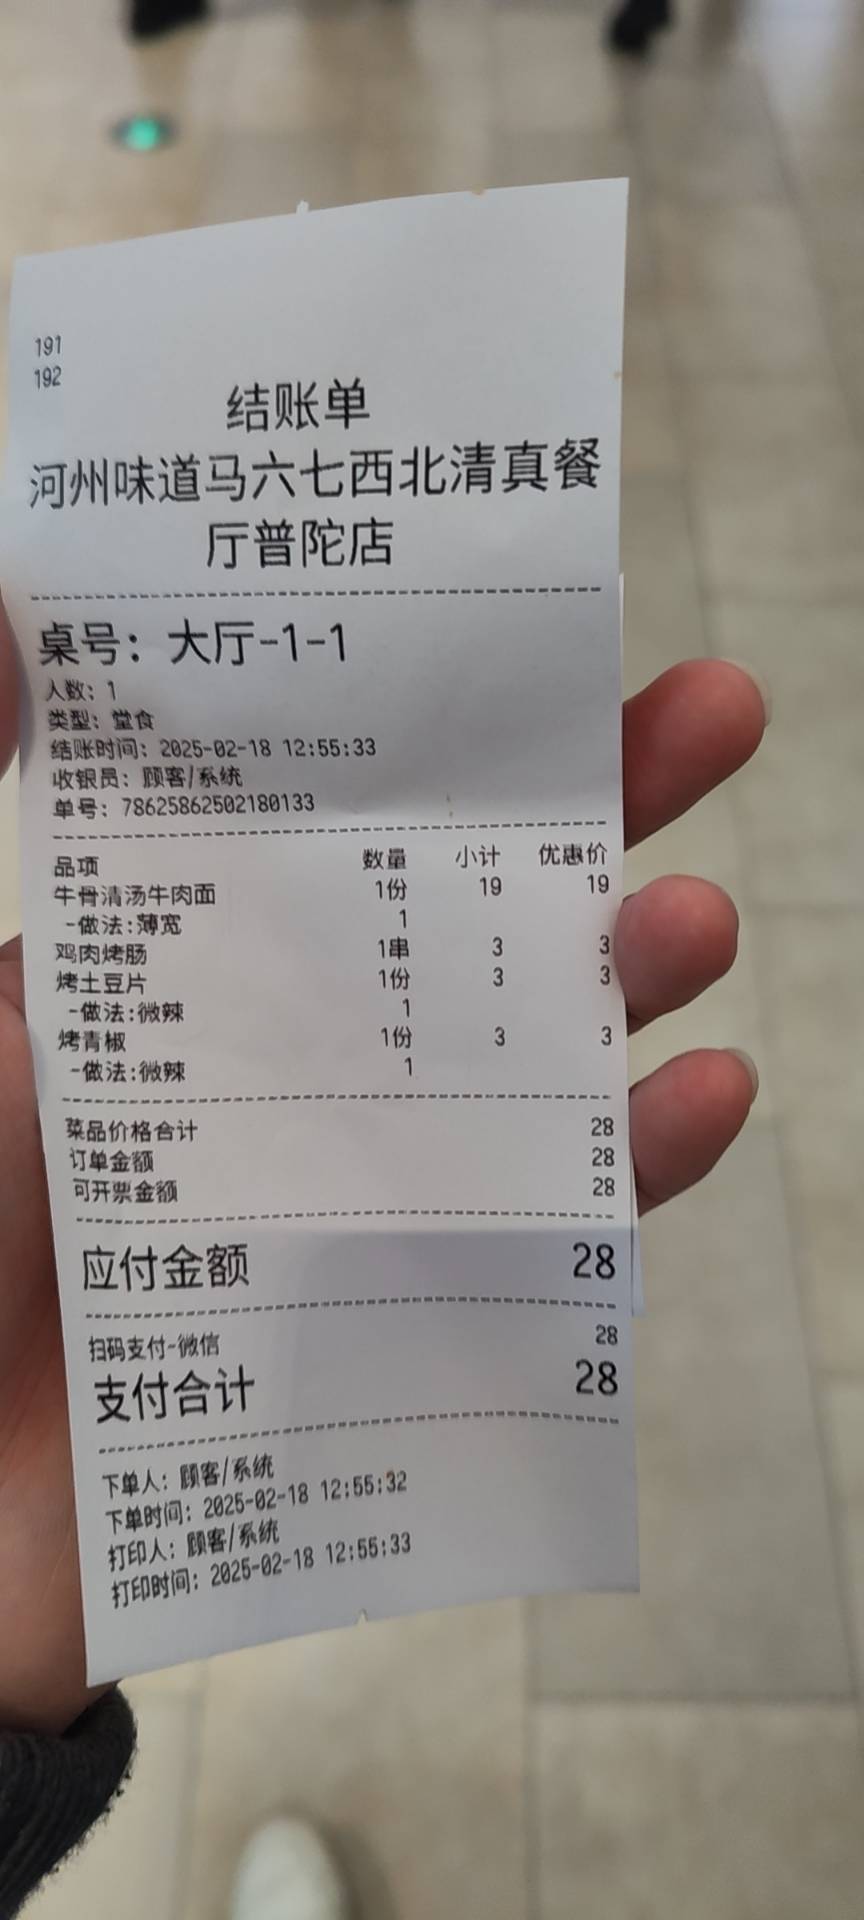 191
192
结账单
河州味道马六七西北清真餐
厅普陀店
桌号：大厅-1-1
人数：1
类型：堂食
结账时间：2025-02-18 12:55:33
收银员：顾客/系统
单号：78625862502180133
品项 数量 小计 优惠价
牛骨清汤牛肉面 1份 19 19
-做法:薄宽 1
鸡肉烤肠 1串 3 3
烤土豆片 1份 3 3
-做法:微辣 1
烤青椒 1份 3 3
-做法:微辣 1
菜品价格合计 28
订单金额 28
可开票金额 28
应付金额 28
扫码支付-微信 28
支付合计 28
下单人：顾客/系统
下单时间：2025-02-18 12:55:32
打印人：顾客/系统
打印时间：2025-02-18 12:55:33